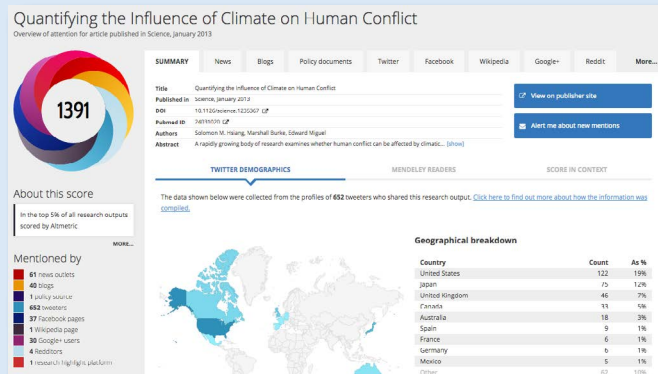 Quantifying the Influence of Climate on Human Conflict
Overview of attention for article published in Science, January 2013
1391
About this score
In the top 5% of all research outputs
scored by Altmetric
MORE...
Mentioned by
61 news outlets
40 blogs
1 policy source
652 tweeters
37 Facebook pages
1 Wikipedia page
30 Google+ users
4 Redditors
1 research highlight platform
SUMMARY News Blogs Policy documents Twitter Facebook Wikipedia Google+ Reddit More...
Title Quantifying the Influence of Climate on Human Conflict
Published in Science, January 2013
DOI 10.1126/science.1235367
Pubmed ID
Authors Solomon M. Hsiang, Marshall Burke, Edward Miguel
Abstract A rapidly growing body of research examines whether human conflict can be affected by climatic... [show]
View on publisher site
Alert me about new mentions
TWITTER DEMOGRAPHICS MENDELEY READERS SCORE IN CONTEXT
The data shown below were collected from the profiles of 652 tweeters who shared this research output. Click here to find out more about how the information was
compiled.
Geographical breakdown
Country Count As %
United States 122 19%
Japan 75 12%
United Kingdom 46 7%
Canada 33 5%
Australia 18 3%
Spain 9 1%
France 6 1%
Germany 6 1%
Mexico 5 1%
Other 62 10%